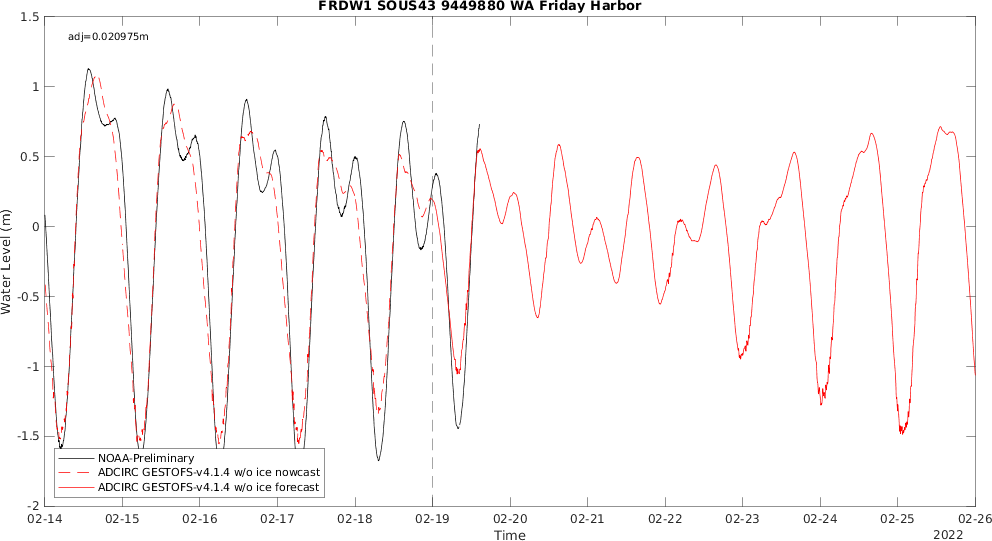 FRDW1 SOUS43 9449880 WA Friday Harbor
adj=0.020975m
1.5
1
0.5
0
-0.5
-1
-1.5
-2
Water Level (m)
NOAA-Preliminary
ADCIRC GESTOFS-v4.1.4 w/o ice nowcast
ADCIRC GESTOFS-v4.1.4 w/o ice forecast
02-14 02-15 02-16 02-17 02-18 02-19 02-20 02-21 02-22 02-23 02-24 02-25 02-26
Time
2022